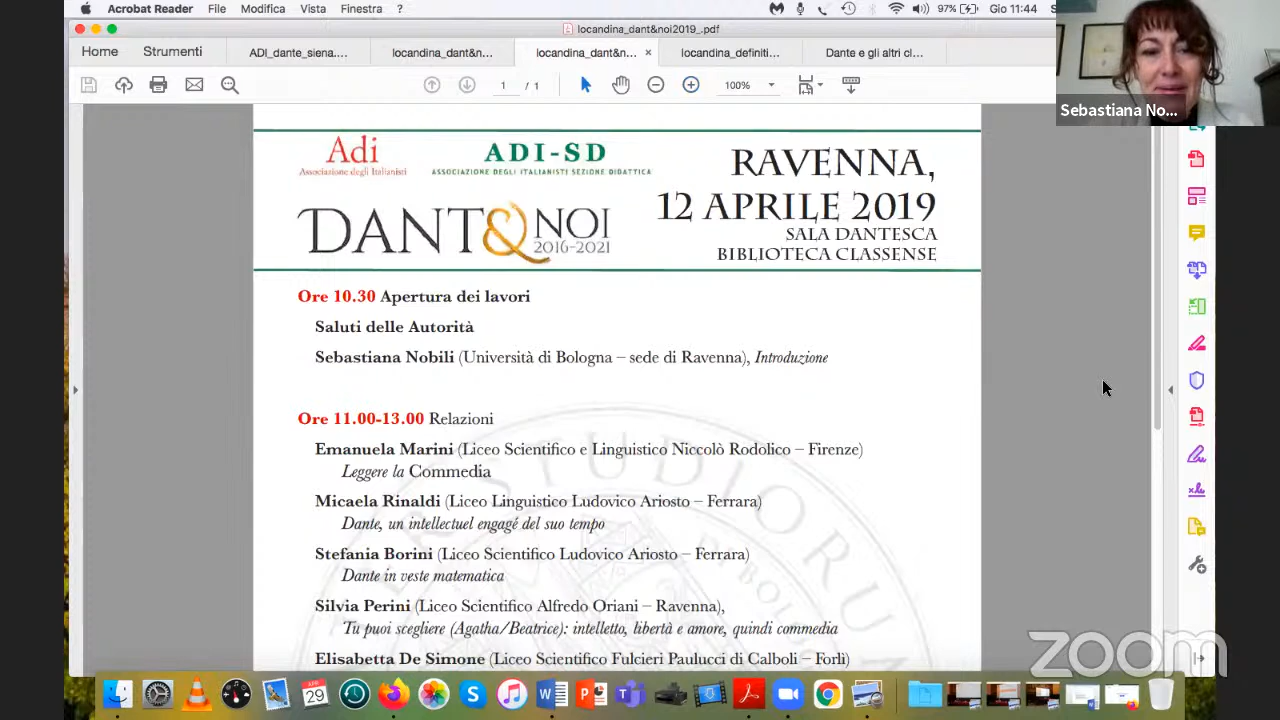 Acrobat Reader File Modifica Vista Finestra ? 97% Gio 11:44
locandina_dant&noi2019_.pdf
Home Strumenti ADI_dante_siena.... locandina_dant&n... locandina_dant&n... × locandina_definiti... Dante e gli altri cl...
1 / 1 100%
Sebastiana No...
Adi
Associazione degli Italianisti
ADI-SD
ASSOCIAZIONE DEGLI ITALIANISTI SEZIONE DIDATTICA
DANT&NOI
2016-2021
RAVENNA,
12 APRILE 2019
SALA DANTESCA
BIBLIOTECA CLASSENSE
Ore 10.30 Apertura dei lavori
Saluti delle Autorità
Sebastiana Nobili (Università di Bologna – sede di Ravenna), Introduzione
Ore 11.00-13.00 Relazioni
Emanuela Marini (Liceo Scientifico e Linguistico Niccolò Rodolico – Firenze)
Leggere la Commedia
Micaela Rinaldi (Liceo Linguistico Ludovico Ariosto – Ferrara)
Dante, un intellectuel engagé del suo tempo
Stefania Borini (Liceo Scientifico Ludovico Ariosto – Ferrara)
Dante in veste matematica
Silvia Perini (Liceo Scientifico Alfredo Oriani – Ravenna),
Tu puoi scegliere (Agatha/Beatrice): intelletto, libertà e amore, quindi commedia
Elisabetta De Simone (Liceo Scientifico Fulcieri Paulucci di Calboli – Forlì)
zoom
29